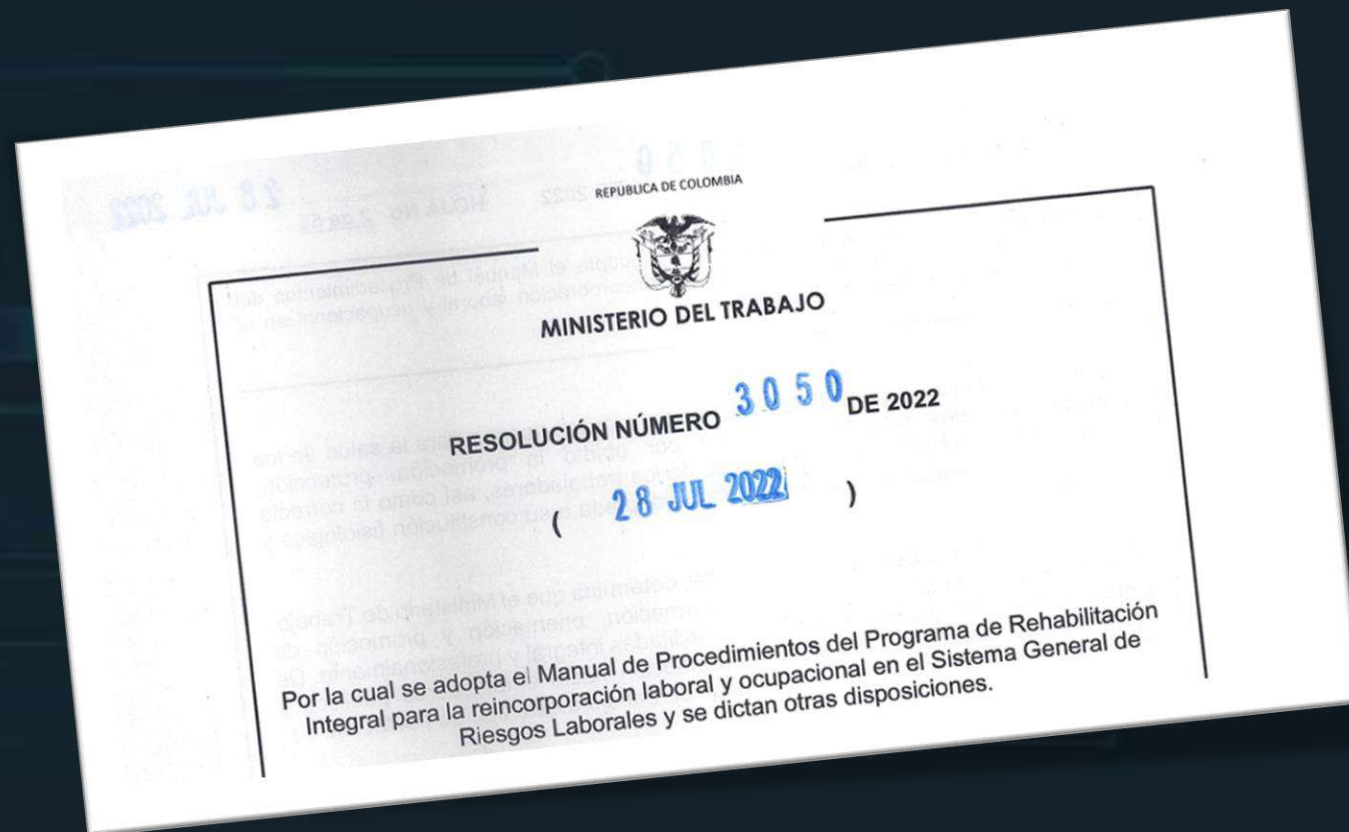 REPÚBLICA DE COLOMBIA
MINISTERIO DEL TRABAJO
RESOLUCIÓN NÚMERO 3050 DE 2022
( 28 JUL 2022 )
Por la cual se adopta el Manual de Procedimientos del Programa de Rehabilitación
Integral para la reincorporación laboral y ocupacional en el Sistema General de
Riesgos Laborales y se dictan otras disposiciones.